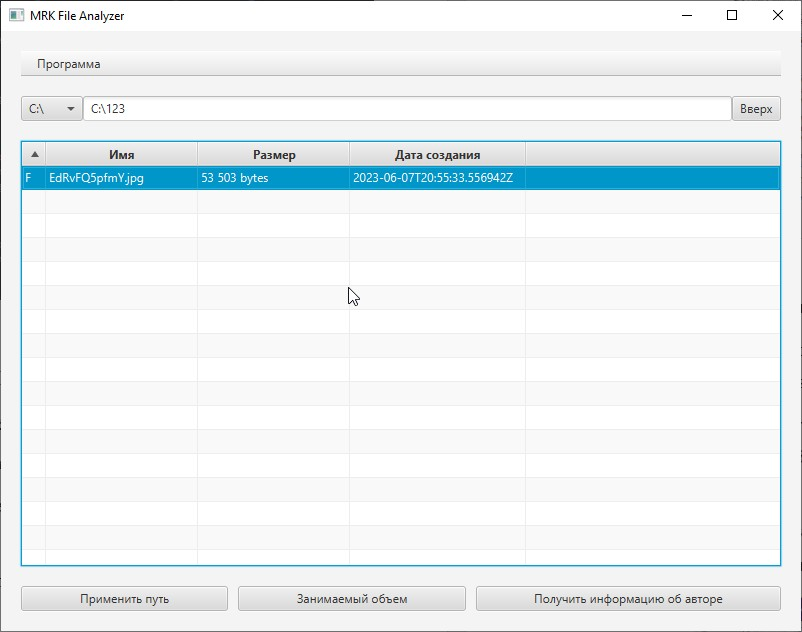 MRK File Analyzer
Программа
C:\ C:\123 Вверх
Имя Размер Дата создания
F EdRvFQ5pfmY.jpg 53 503 bytes 2023-06-07T20:55:33.556942Z
Применить путь Занимаемый объем Получить информацию об авторе